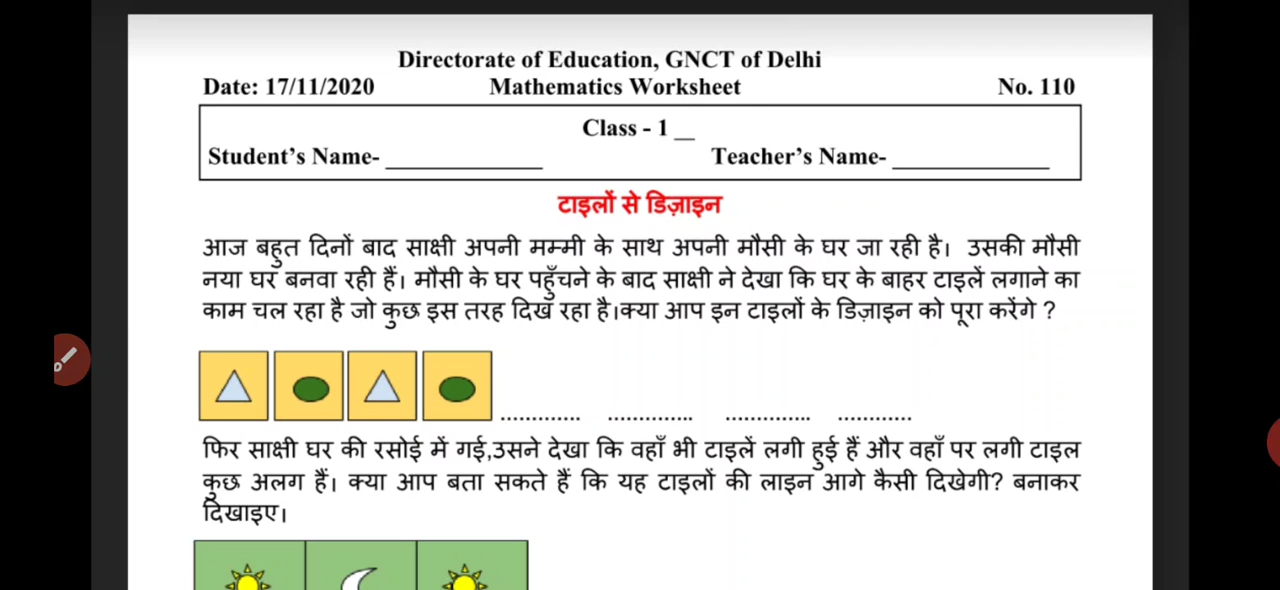 Directorate of Education, GNCT of Delhi
Date: 17/11/2020 Mathematics Worksheet No. 110
Class - 1 __
Student's Name- _____________ Teacher's Name- _____________
टाइलों से डिज़ाइन
आज बहुत दिनों बाद साक्षी अपनी मम्मी के साथ अपनी मौसी के घर जा रही है। उसकी मौसी
नया घर बनवा रही हैं। मौसी के घर पहुँचने के बाद साक्षी ने देखा कि घर के बाहर टाइलें लगाने का
काम चल रहा है जो कुछ इस तरह दिख रहा है।क्या आप इन टाइलों के डिज़ाइन को पूरा करेंगे ?
............. .............. .............. ............
फिर साक्षी घर की रसोई में गई,उसने देखा कि वहाँ भी टाइलें लगी हुई हैं और वहाँ पर लगी टाइल
कुछ अलग हैं। क्या आप बता सकते हैं कि यह टाइलों की लाइन आगे कैसी दिखेगी? बनाकर
दिखाइए।